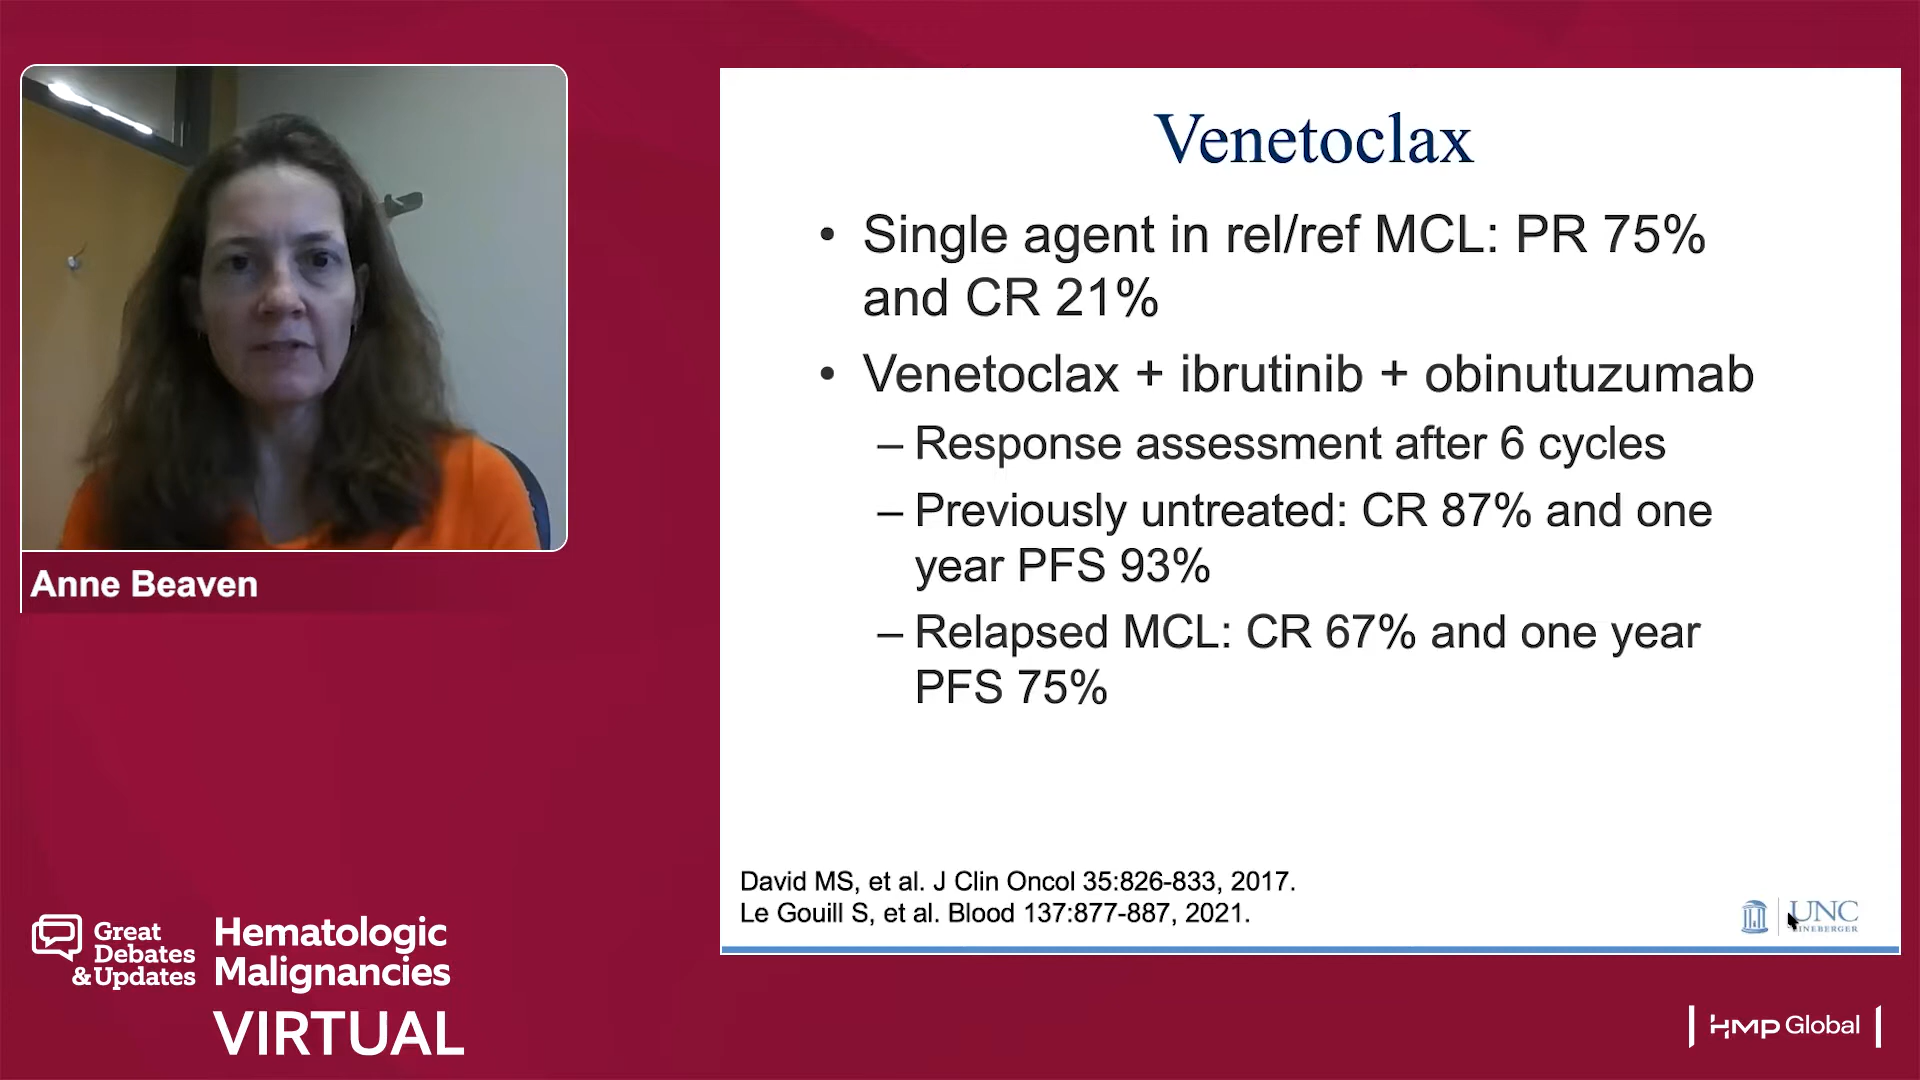 Anne Beaven
Great
Debates
&Updates
Hematologic
Malignancies
VIRTUAL
Venetoclax
• Single agent in rel/ref MCL: PR 75%
and CR 21%
• Venetoclax + ibrutinib + obinutuzumab
– Response assessment after 6 cycles
– Previously untreated: CR 87% and one
year PFS 93%
– Relapsed MCL: CR 67% and one year
PFS 75%
David MS, et al. J Clin Oncol 35:826-833, 2017.
Le Gouill S, et al. Blood 137:877-887, 2021.
UNC
HMP Global